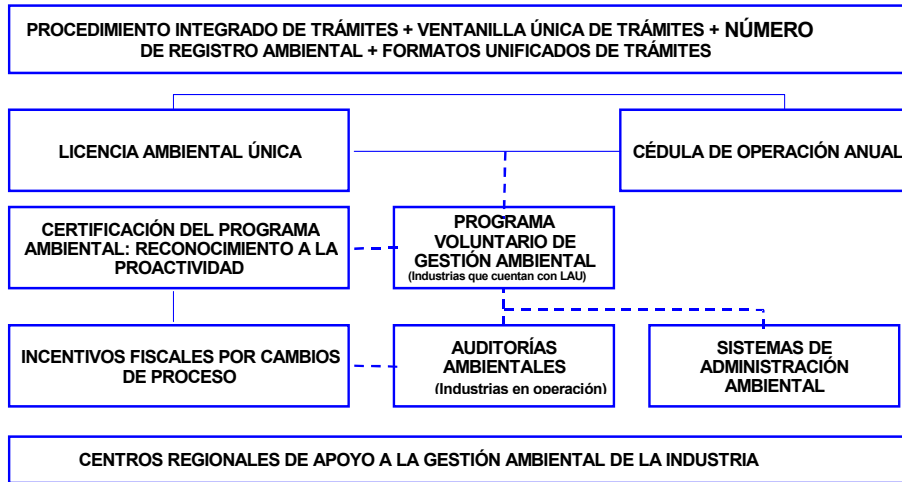 PROCEDIMIENTO INTEGRADO DE TRÁMITES + VENTANILLA ÚNICA DE TRÁMITES + NÚMERO
DE REGISTRO AMBIENTAL + FORMATOS UNIFICADOS DE TRÁMITES
LICENCIA AMBIENTAL ÚNICA
CÉDULA DE OPERACIÓN ANUAL
CERTIFICACIÓN DEL PROGRAMA
AMBIENTAL: RECONOCIMIENTO A LA
PROACTIVIDAD
PROGRAMA
VOLUNTARIO DE
GESTIÓN AMBIENTAL
(Industrias que cuentan con LAU)
INCENTIVOS FISCALES POR CAMBIOS
DE PROCESO
AUDITORÍAS
AMBIENTALES
(Industrias en operación)
SISTEMAS DE
ADMINISTRACIÓN
AMBIENTAL
CENTROS REGIONALES DE APOYO A LA GESTIÓN AMBIENTAL DE LA INDUSTRIA